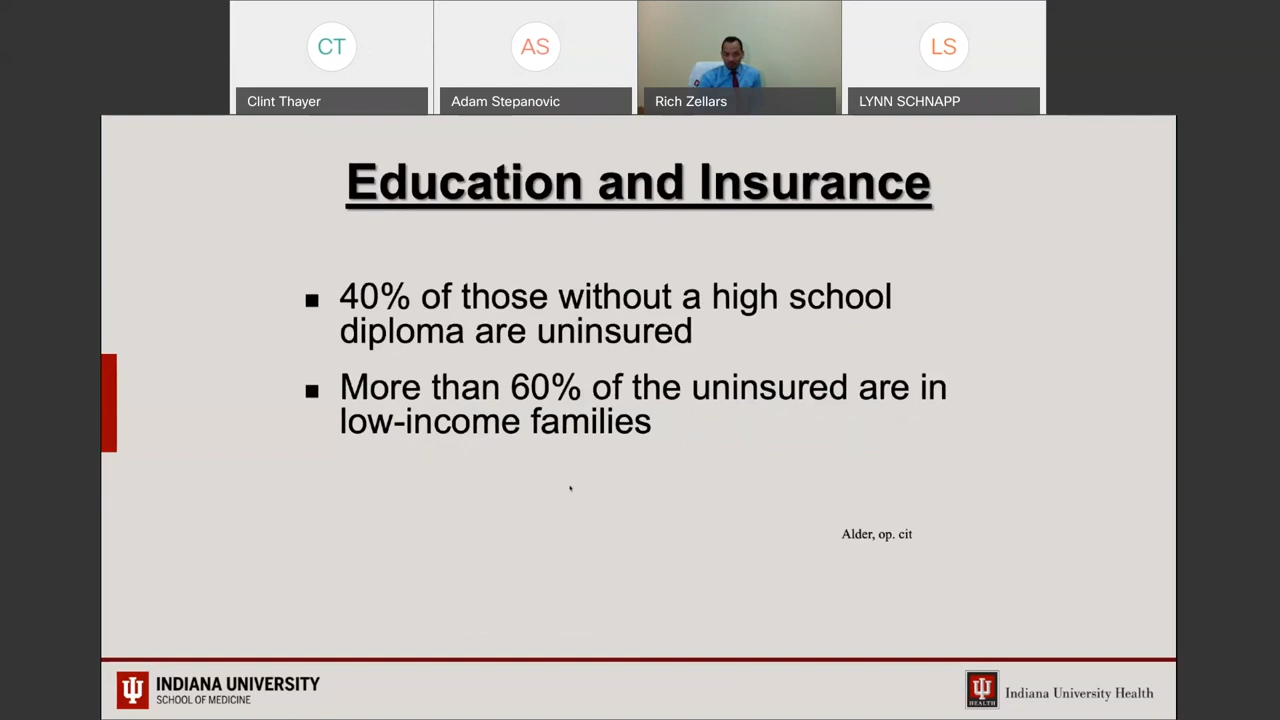 CT
AS
LS
Clint Thayer
Adam Stepanovic
Rich Zellars
LYNN SCHNAPP
Education and Insurance
40% of those without a high school
diploma are uninsured
More than 60% of the uninsured are in
low-income families
Alder, op. cit
INDIANA UNIVERSITY
SCHOOL OF MEDICINE
HEALTH
Indiana University Health